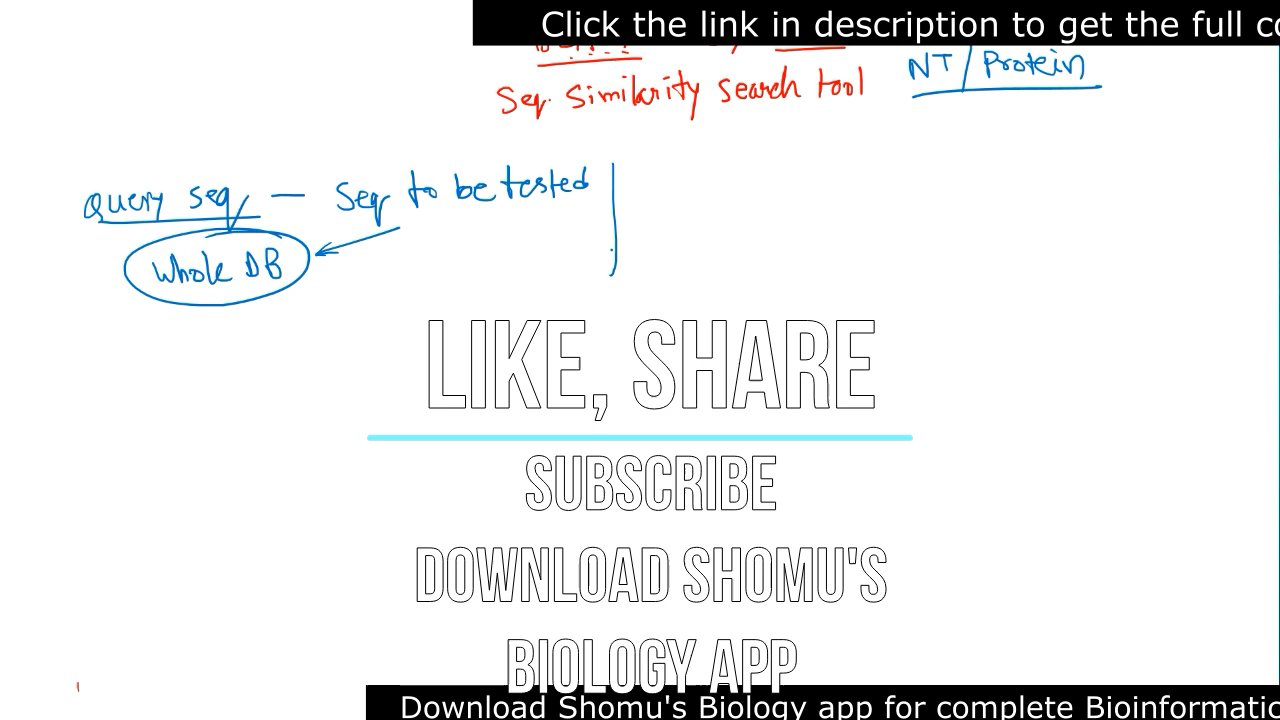 Click the link in description to get the full co
NT/Protein
Seq. Similarity search tool
Query seq — Seq to be tested
Whole DB
LIKE, SHARE
SUBSCRIBE
DOWNLOAD SHOMU'S
BIOLOGY APP
Download Shomu's Biology app for complete Bioinformatic